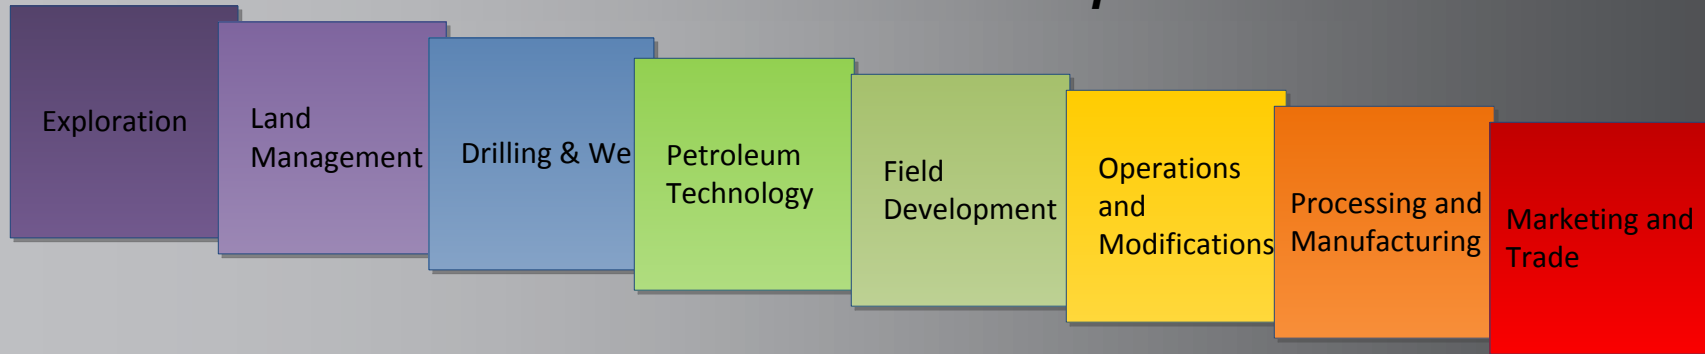 Exploration
Land
Management
Drilling & We
Petroleum
Technology
Field
Development
Operations
and
Modifications
Processing and
Manufacturing
Marketing and
Trade